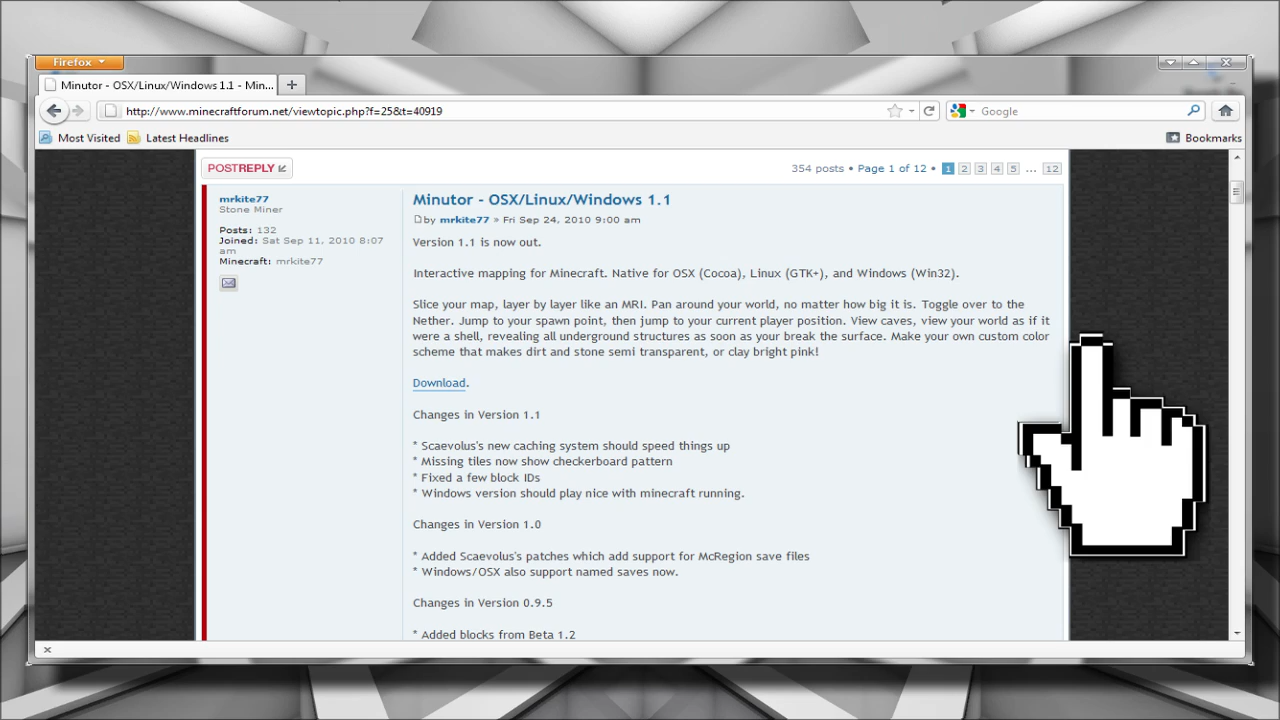 Firefox
Minutor - OSX/Linux/Windows 1.1 - Min...
http://www.minecraftforum.net/viewtopic.php?f=25&t=40919
Google
Most Visited
Latest Headlines
Bookmarks
POSTREPLY
354 posts • Page 1 of 12 • 1 2 3 4 5 ... 12
mrkite77
Stone Miner
Posts: 132
Joined: Sat Sep 11, 2010 8:07
am
Minecraft: mrkite77
Minutor - OSX/Linux/Windows 1.1
by mrkite77 » Fri Sep 24, 2010 9:00 am
Version 1.1 is now out.
Interactive mapping for Minecraft. Native for OSX (Cocoa), Linux (GTK+), and Windows (Win32).
Slice your map, layer by layer like an MRI. Pan around your world, no matter how big it is. Toggle over to the
Nether. Jump to your spawn point, then jump to your current player position. View caves, view your world as if it
were a shell, revealing all underground structures as soon as your break the surface. Make your own custom color
scheme that makes dirt and stone semi transparent, or clay bright pink!
Download.
Changes in Version 1.1
* Scaevolus's new caching system should speed things up
* Missing tiles now show checkerboard pattern
* Fixed a few block IDs
* Windows version should play nice with minecraft running.
Changes in Version 1.0
* Added Scaevolus's patches which add support for McRegion save files
* Windows/OSX also support named saves now.
Changes in Version 0.9.5
* Added blocks from Beta 1.2